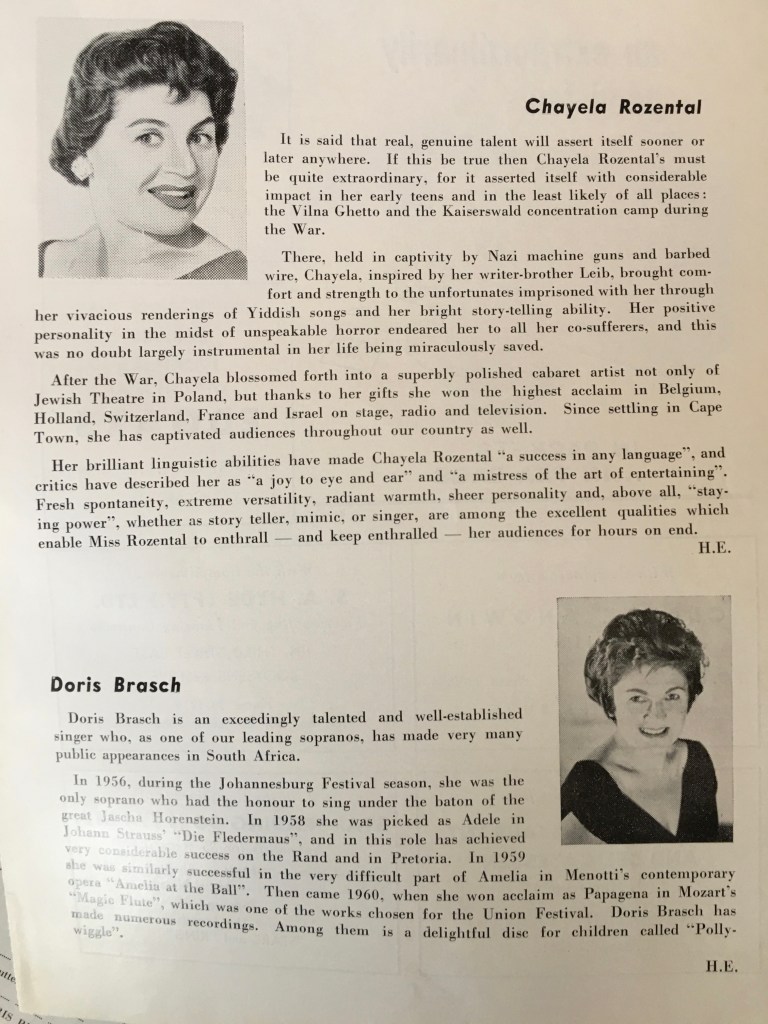 Chayela Rozental
It is said that real, genuine talent will assert itself sooner or
later anywhere. If this be true then Chayela Rozental's must
be quite extraordinary, for it asserted itself with considerable
impact in her early teens and in the least likely of all places:
the Vilna Ghetto and the Kaiserswald concentration camp during
the War.
There, held in captivity by Nazi machine guns and barbed
wire, Chayela, inspired by her writer-brother Leib, brought com-
fort and strength to the unfortunates imprisoned with her through
her vivacious renderings of Yiddish songs and her bright story-telling ability. Her positive
personality in the midst of unspeakable horror endeared her to all her co-sufferers, and this
was no doubt largely instrumental in her life being miraculously saved.
After the War, Chayela blossomed forth into a superbly polished cabaret artist not only of
Jewish Theatre in Poland, but thanks to her gifts she won the highest acclaim in Belgium,
Holland, Switzerland, France and Israel on stage, radio and television. Since settling in Cape
Town, she has captivated audiences throughout our country as well.
Her brilliant linguistic abilities have made Chayela Rozental "a success in any language", and
critics have described her as "a joy to eye and ear" and "a mistress of the art of entertaining".
Fresh spontaneity, extreme versatility, radiant warmth, sheer personality and, above all, "stay-
ing power", whether as story teller, mimic, or singer, are among the excellent qualities which
enable Miss Rozental to enthrall — and keep enthralled — her audiences for hours on end.
H.E.
Doris Brasch
Doris Brasch is an exceedingly talented and well-established
singer who, as one of our leading sopranos, has made very many
public appearances in South Africa.
In 1956, during the Johannesburg Festival season, she was the
only soprano who had the honour to sing under the baton of the
great Jascha Horenstein. In 1958 she was picked as Adele in
Johann Strauss' "Die Fledermaus", and in this role has achieved
very considerable success on the Rand and in Pretoria. In 1959
she was similarly successful in the very difficult part of Amelia in Menotti's contemporary
opera "Amelia at the Ball". Then came 1960, when she won acclaim as Papagena in Mozart's
"Magic Flute", which was one of the works chosen for the Union Festival. Doris Brasch has
made numerous recordings. Among them is a delightful disc for children called "Polly-
wiggle".
H.E.